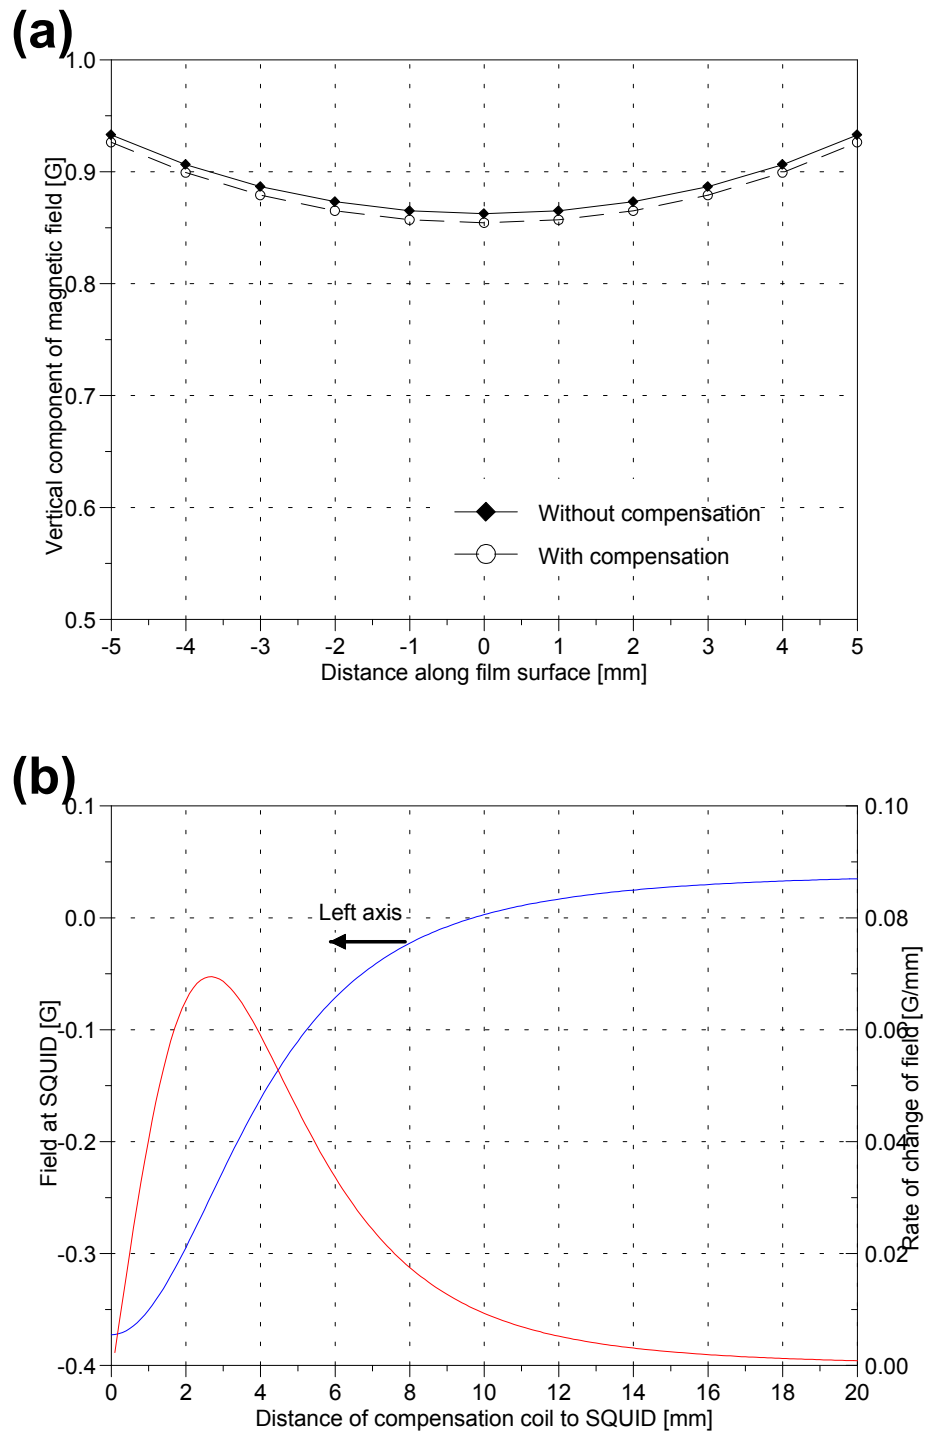 (a)
Vertical component of magnetic field [G]
1.0
0.9
0.8
0.7
0.6
0.5
Without compensation
With compensation
-5 -4 -3 -2 -1 0 1 2 3 4 5
Distance along film surface [mm]
(b)
Field at SQUID [G]
0.1
0.0
-0.1
-0.2
-0.3
-0.4
Left axis
0.10
0.08
0.06
0.04
0.02
0.00
Rate of change of field [G/mm]
0 2 4 6 8 10 12 14 16 18 20
Distance of compensation coil to SQUID [mm]